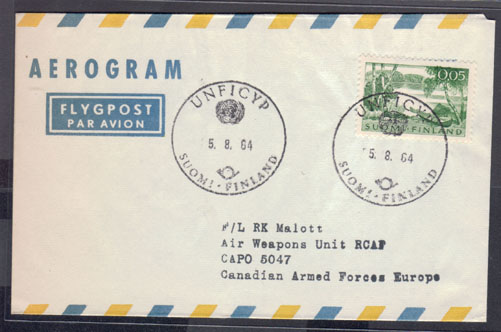 AEROGRAM
FLYGPOST
PAR AVION
UNFICYP
5. 8. 64
SUOMI - FINLAND
0.05
SUOMI FINLAND
UNFICYP
5. 8. 64
SUOMI - FINLAND
F/L RK Malott
Air Weapons Unit RCAF
CAPO 5047
Canadian Armed Forces Europe